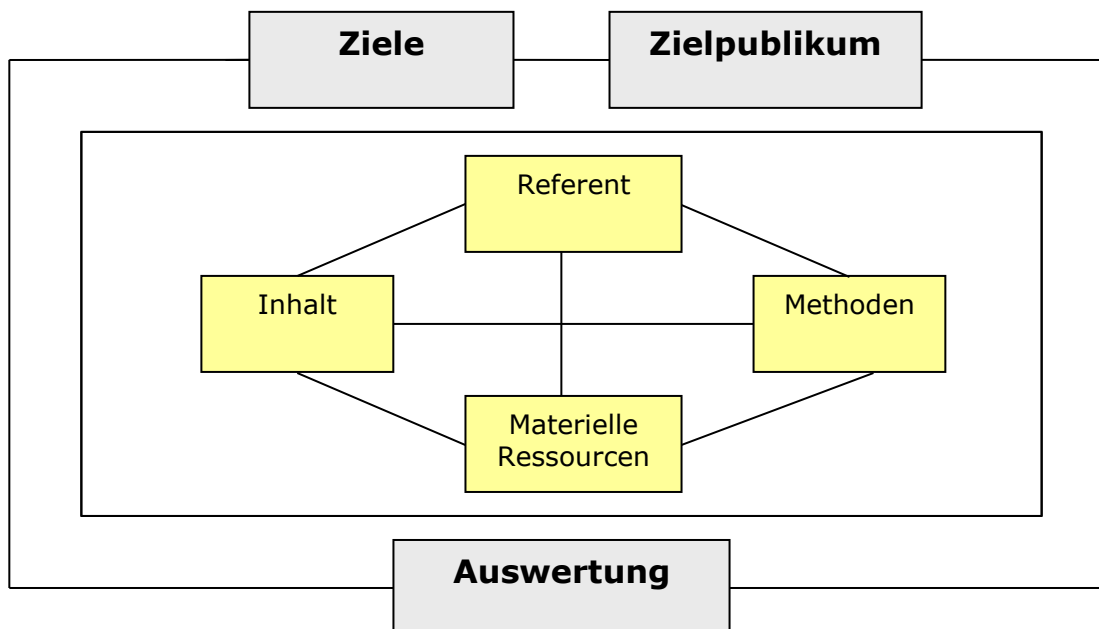 Ziele
Zielpublikum
Referent
Inhalt
Methoden
Materielle
Ressourcen
Auswertung